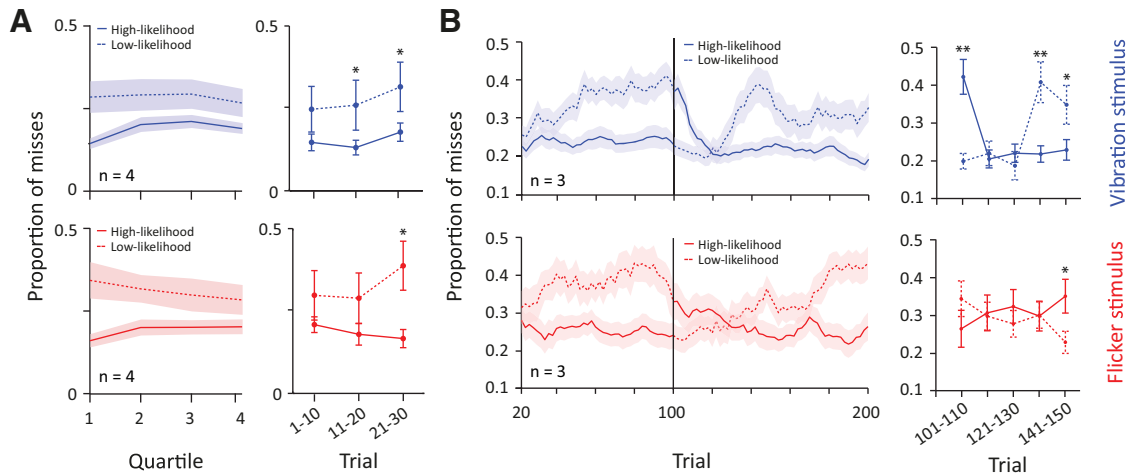 A
B
0.5
High-likelihood
Low-likelihood
n = 4
0
0.5
*
*
0
0.5
High-likelihood
Low-likelihood
0.4
0.3
0.2
n = 3
0.1
0.5
**
**
*
0.4
0.3
0.2
0.1
Vibration stimulus
Proportion of misses
Proportion of misses
0.5
High-likelihood
Low-likelihood
n = 4
0
1 2 3 4
Quartile
0.5
*
0
1-10 11-20 21-30
Trial
0.5
High-likelihood
Low-likelihood
0.4
0.3
0.2
n = 3
0.1
20 100 200
Trial
0.5
*
0.4
0.3
0.2
0.1
101-110 121-130 141-150
Trial
Flicker stimulus